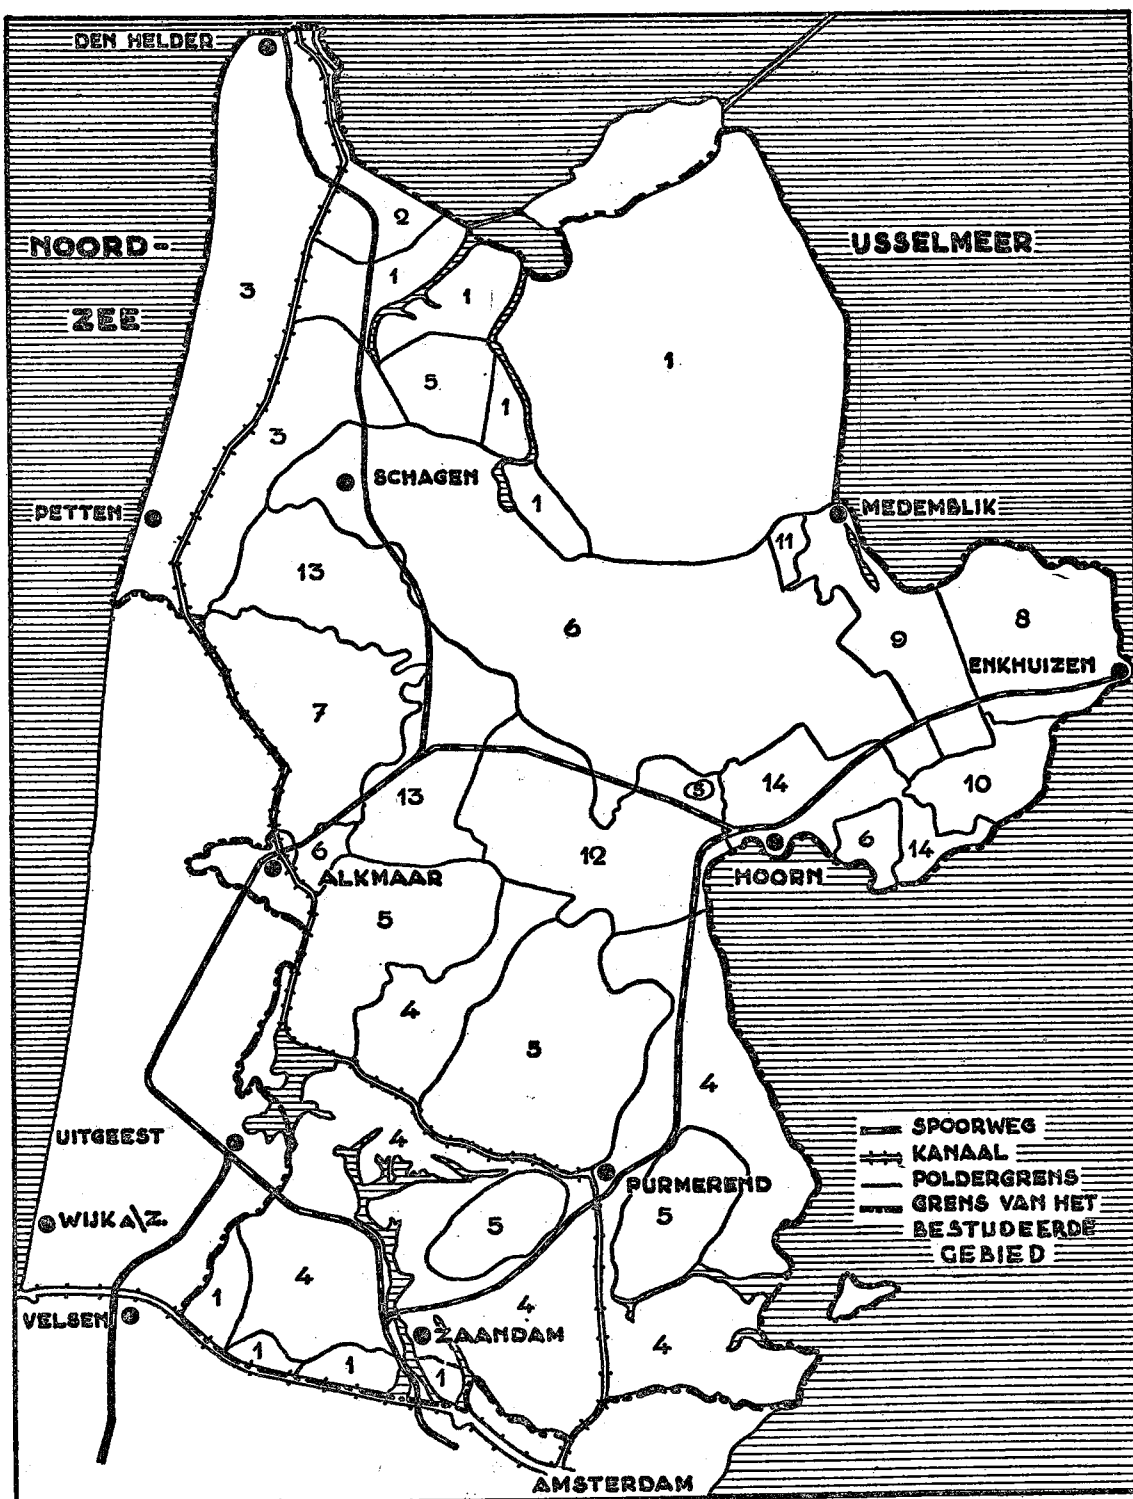 DEN HELDER
NOORD-
ZEE
IJSSELMEER
2
3
1
1
1
5
1
3
SCHAGEN
PETTEN
1
MEDEMBLIK
11
13
6
9
8
ENKHUIZEN
7
13
5
14
10
6
12
6
14
ALKMAAR
HOORN
5
4
5
4
UITGEEST
4
PURMEREND
WIJK A/Z.
5
5
4
1
4
VELSEN
ZAANDAM
4
1
1
1
AMSTERDAM
SPOORWEG
KANAAL
POLDERGRENS
GRENS VAN HET
BESTUDEERDE
GEBIED